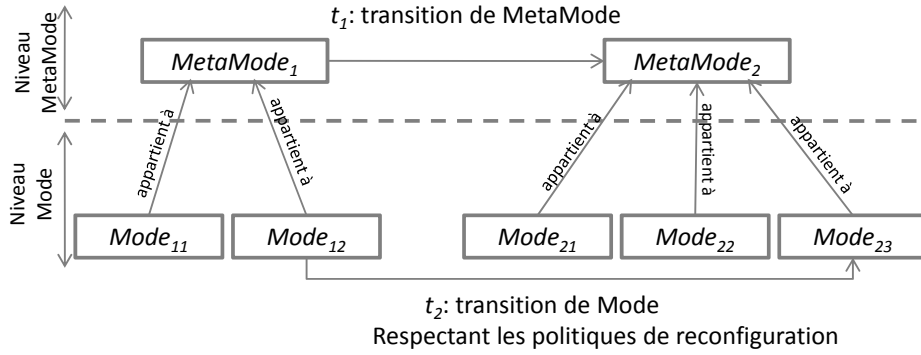 t1: transition de MetaMode
Niveau
MetaMode
MetaMode1
MetaMode2
appartient à
appartient à
appartient à
appartient à
appartient à
Niveau
Mode
Mode11
Mode12
Mode21
Mode22
Mode23
t2: transition de Mode
Respectant les politiques de reconfiguration